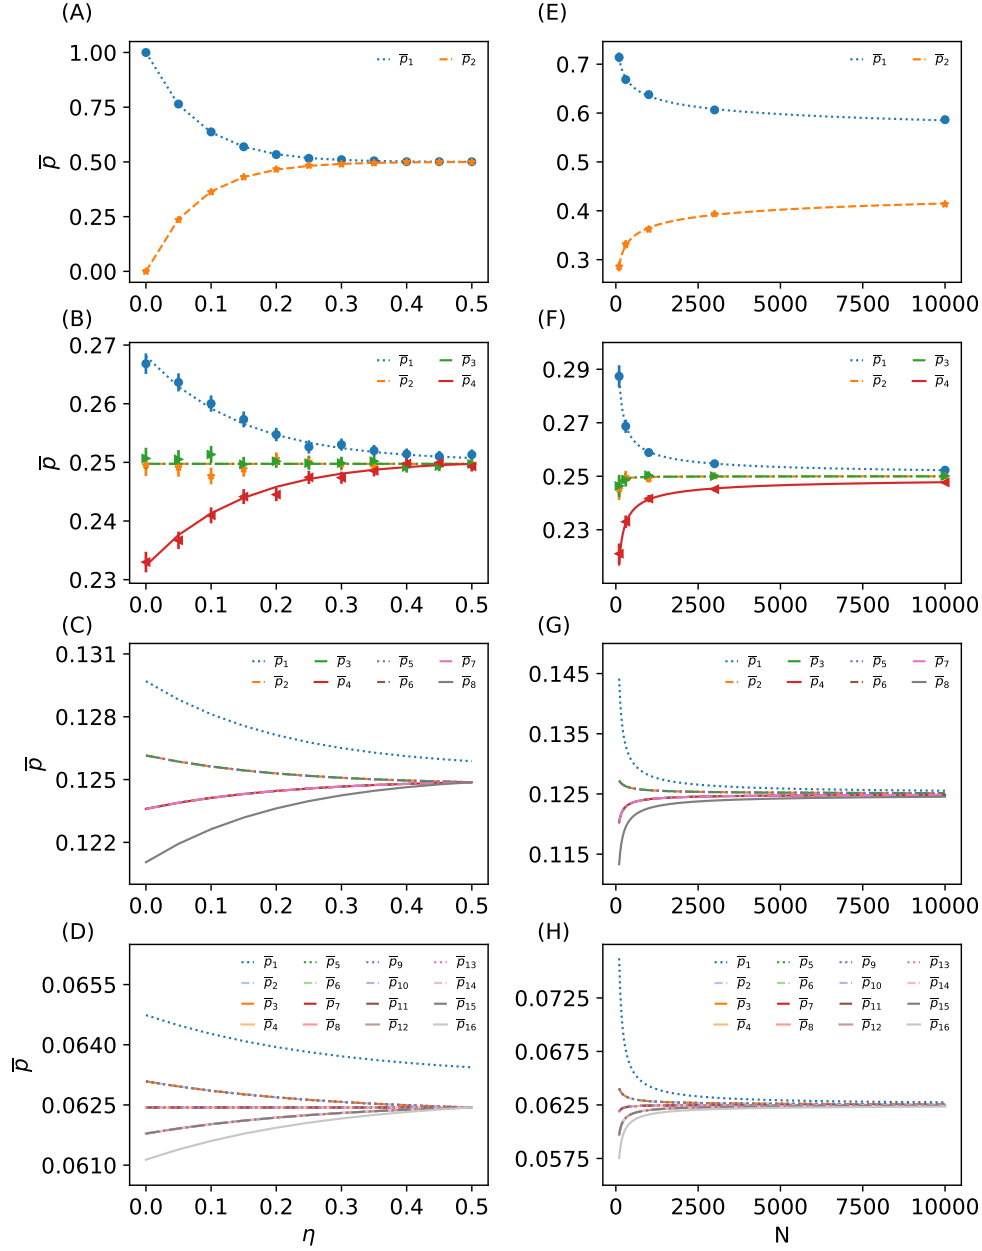 (A)
p̅₁ p̅₂
1.00
0.75
0.50
0.25
0.00
p̅
0.0 0.1 0.2 0.3 0.4 0.5
(E)
p̅₁ p̅₂
0.7
0.6
0.5
0.4
0.3
0 2500 5000 7500 10000
(B)
p̅₁ p̅₃
p̅₂ p̅₄
0.27
0.26
0.25
0.24
0.23
p̅
0.0 0.1 0.2 0.3 0.4 0.5
(F)
p̅₁ p̅₃
p̅₂ p̅₄
0.29
0.27
0.25
0.23
0 2500 5000 7500 10000
(C)
p̅₁ p̅₃ p̅₅ p̅₇
p̅₂ p̅₄ p̅₆ p̅₈
0.131
0.128
0.125
0.122
p̅
0.0 0.1 0.2 0.3 0.4 0.5
(G)
p̅₁ p̅₃ p̅₅ p̅₇
p̅₂ p̅₄ p̅₆ p̅₈
0.145
0.135
0.125
0.115
0 2500 5000 7500 10000
(D)
p̅₁ p̅₅ p̅₉ p̅₁₃
p̅₂ p̅₆ p̅₁₀ p̅₁₄
p̅₃ p̅₇ p̅₁₁ p̅₁₅
p̅₄ p̅₈ p̅₁₂ p̅₁₆
0.0655
0.0640
0.0625
0.0610
p̅
0.0 0.1 0.2 0.3 0.4 0.5
η
(H)
p̅₁ p̅₅ p̅₉ p̅₁₃
p̅₂ p̅₆ p̅₁₀ p̅₁₄
p̅₃ p̅₇ p̅₁₁ p̅₁₅
p̅₄ p̅₈ p̅₁₂ p̅₁₆
0.0725
0.0675
0.0625
0.0575
0 2500 5000 7500 10000
N